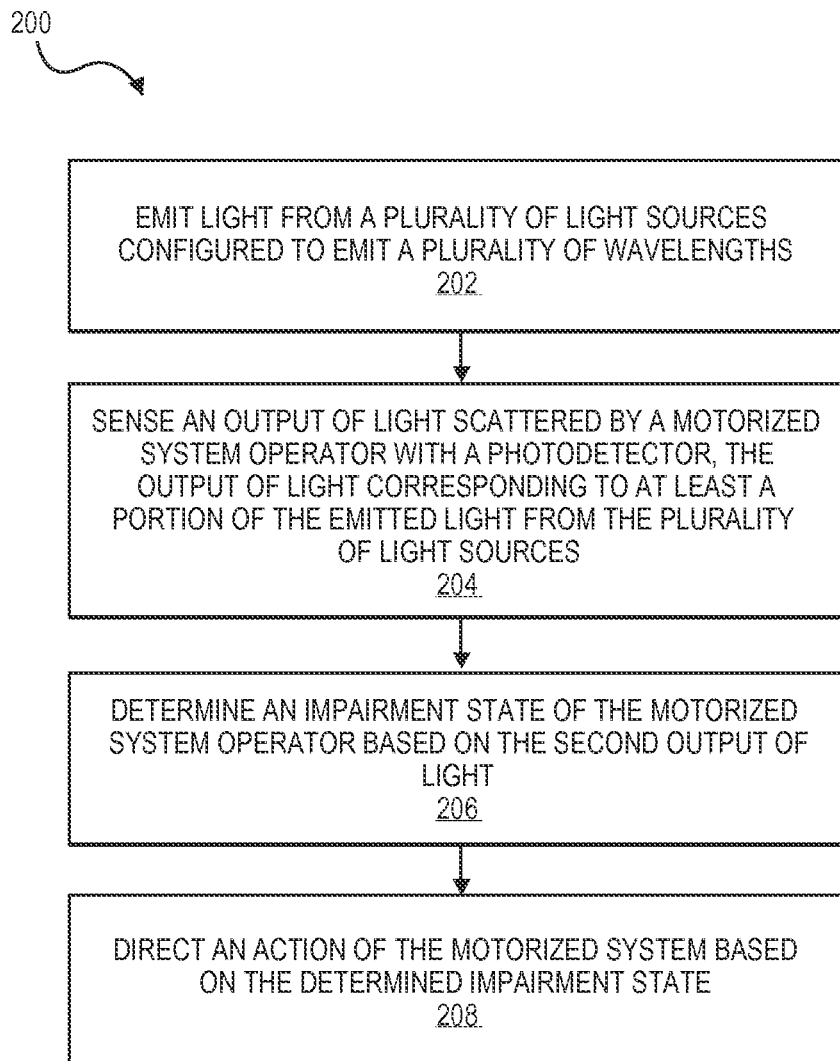 200
EMIT LIGHT FROM A PLURALITY OF LIGHT SOURCES
CONFIGURED TO EMIT A PLURALITY OF WAVELENGTHS
202
SENSE AN OUTPUT OF LIGHT SCATTERED BY A MOTORIZED
SYSTEM OPERATOR WITH A PHOTODETECTOR, THE
OUTPUT OF LIGHT CORRESPONDING TO AT LEAST A
PORTION OF THE EMITTED LIGHT FROM THE PLURALITY
OF LIGHT SOURCES
204
DETERMINE AN IMPAIRMENT STATE OF THE MOTORIZED
SYSTEM OPERATOR BASED ON THE SECOND OUTPUT OF
LIGHT
206
DIRECT AN ACTION OF THE MOTORIZED SYSTEM BASED
ON THE DETERMINED IMPAIRMENT STATE
208